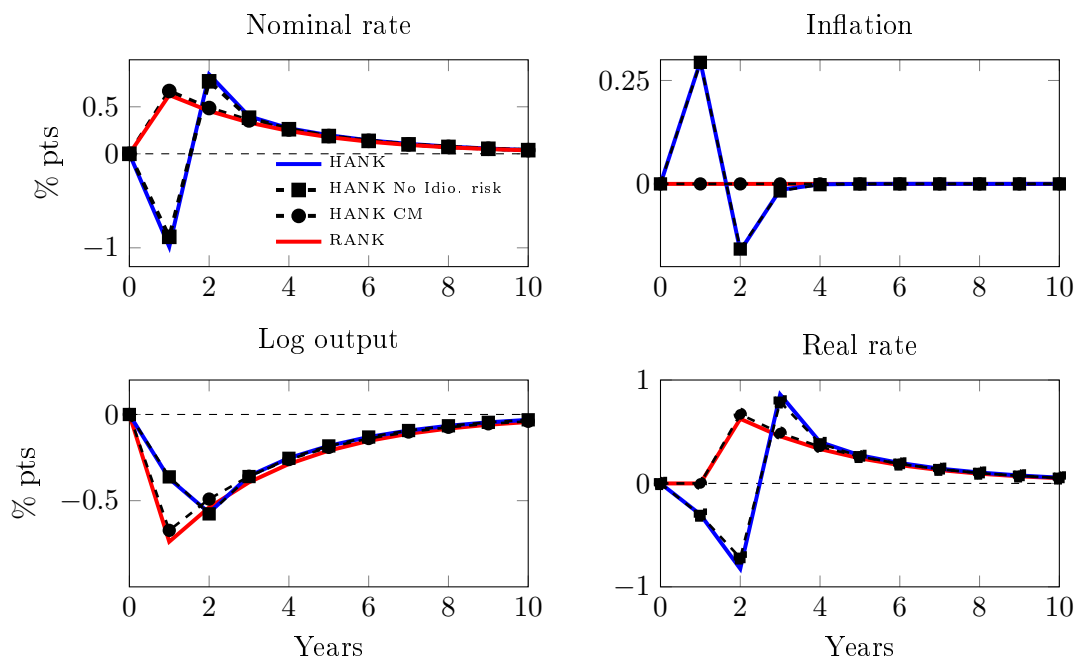 Nominal rate
% pts
0.5
0
−1
HANK
HANK No Idio. risk
HANK CM
RANK
0 2 4 6 8 10
Inflation
0.25
0
0 2 4 6 8 10
Log output
% pts
0
−0.5
0 2 4 6 8 10
Years
Real rate
1
0
−1
0 2 4 6 8 10
Years